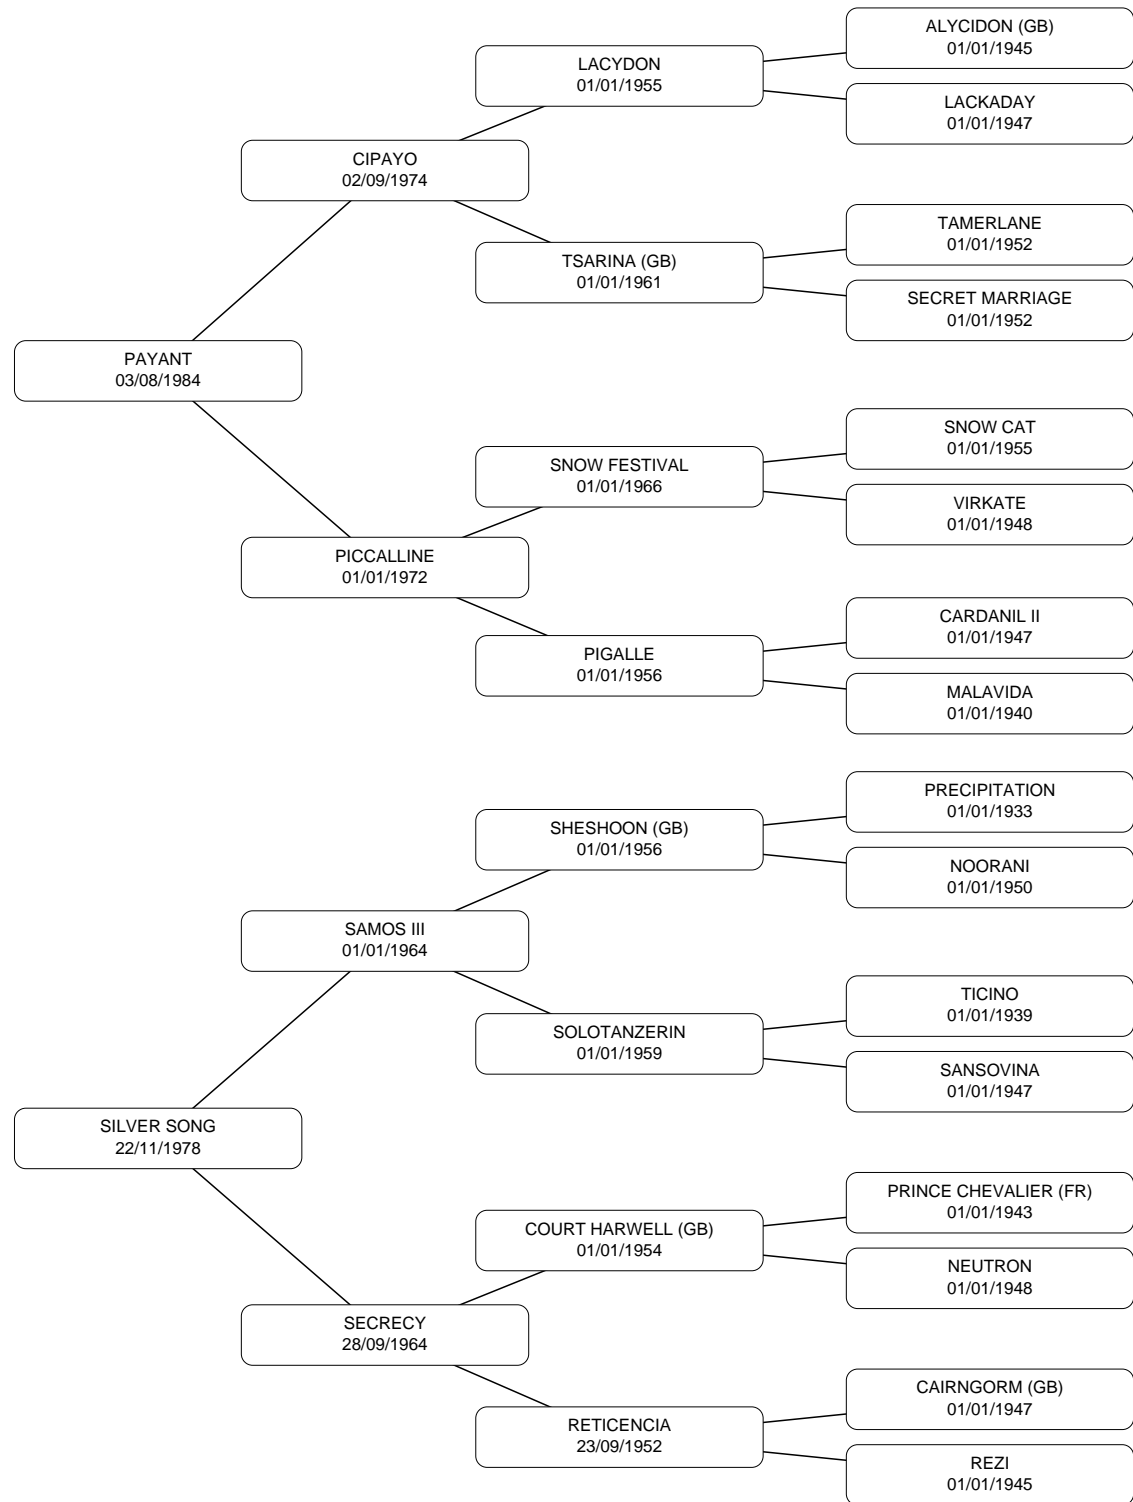 ALYCIDON (GB)
01/01/1945
LACYDON
01/01/1955
LACKADAY
01/01/1947
CIPAYO
02/09/1974
TAMERLANE
01/01/1952
TSARINA (GB)
01/01/1961
SECRET MARRIAGE
01/01/1952
PAYANT
03/08/1984
SNOW CAT
01/01/1955
SNOW FESTIVAL
01/01/1966
VIRKATE
01/01/1948
PICCALLINE
01/01/1972
CARDANIL II
01/01/1947
PIGALLE
01/01/1956
MALAVIDA
01/01/1940
PRECIPITATION
01/01/1933
SHESHOON (GB)
01/01/1956
NOORANI
01/01/1950
SAMOS III
01/01/1964
TICINO
01/01/1939
SOLOTANZERIN
01/01/1959
SANSOVINA
01/01/1947
SILVER SONG
22/11/1978
PRINCE CHEVALIER (FR)
01/01/1943
COURT HARWELL (GB)
01/01/1954
NEUTRON
01/01/1948
SECRECY
28/09/1964
CAIRNGORM (GB)
01/01/1947
RETICENCIA
23/09/1952
REZI
01/01/1945